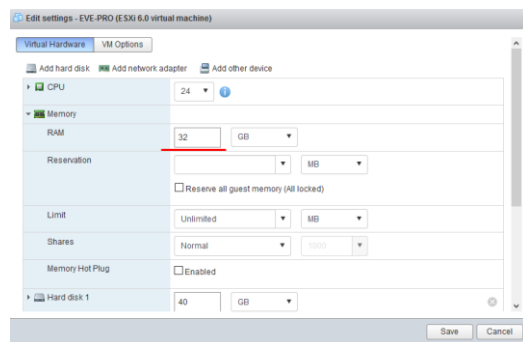 Edit settings - EVE-PRO (ESXi 6.0 virtual machine)
Virtual Hardware VM Options
Add hard disk Add network adapter Add other device
CPU 24
Memory
RAM 32 GB
Reservation MB
Reserve all guest memory (All locked)
Limit Unlimited MB
Shares Normal 1000
Memory Hot Plug Enabled
Hard disk 1 40 GB
Save Cancel